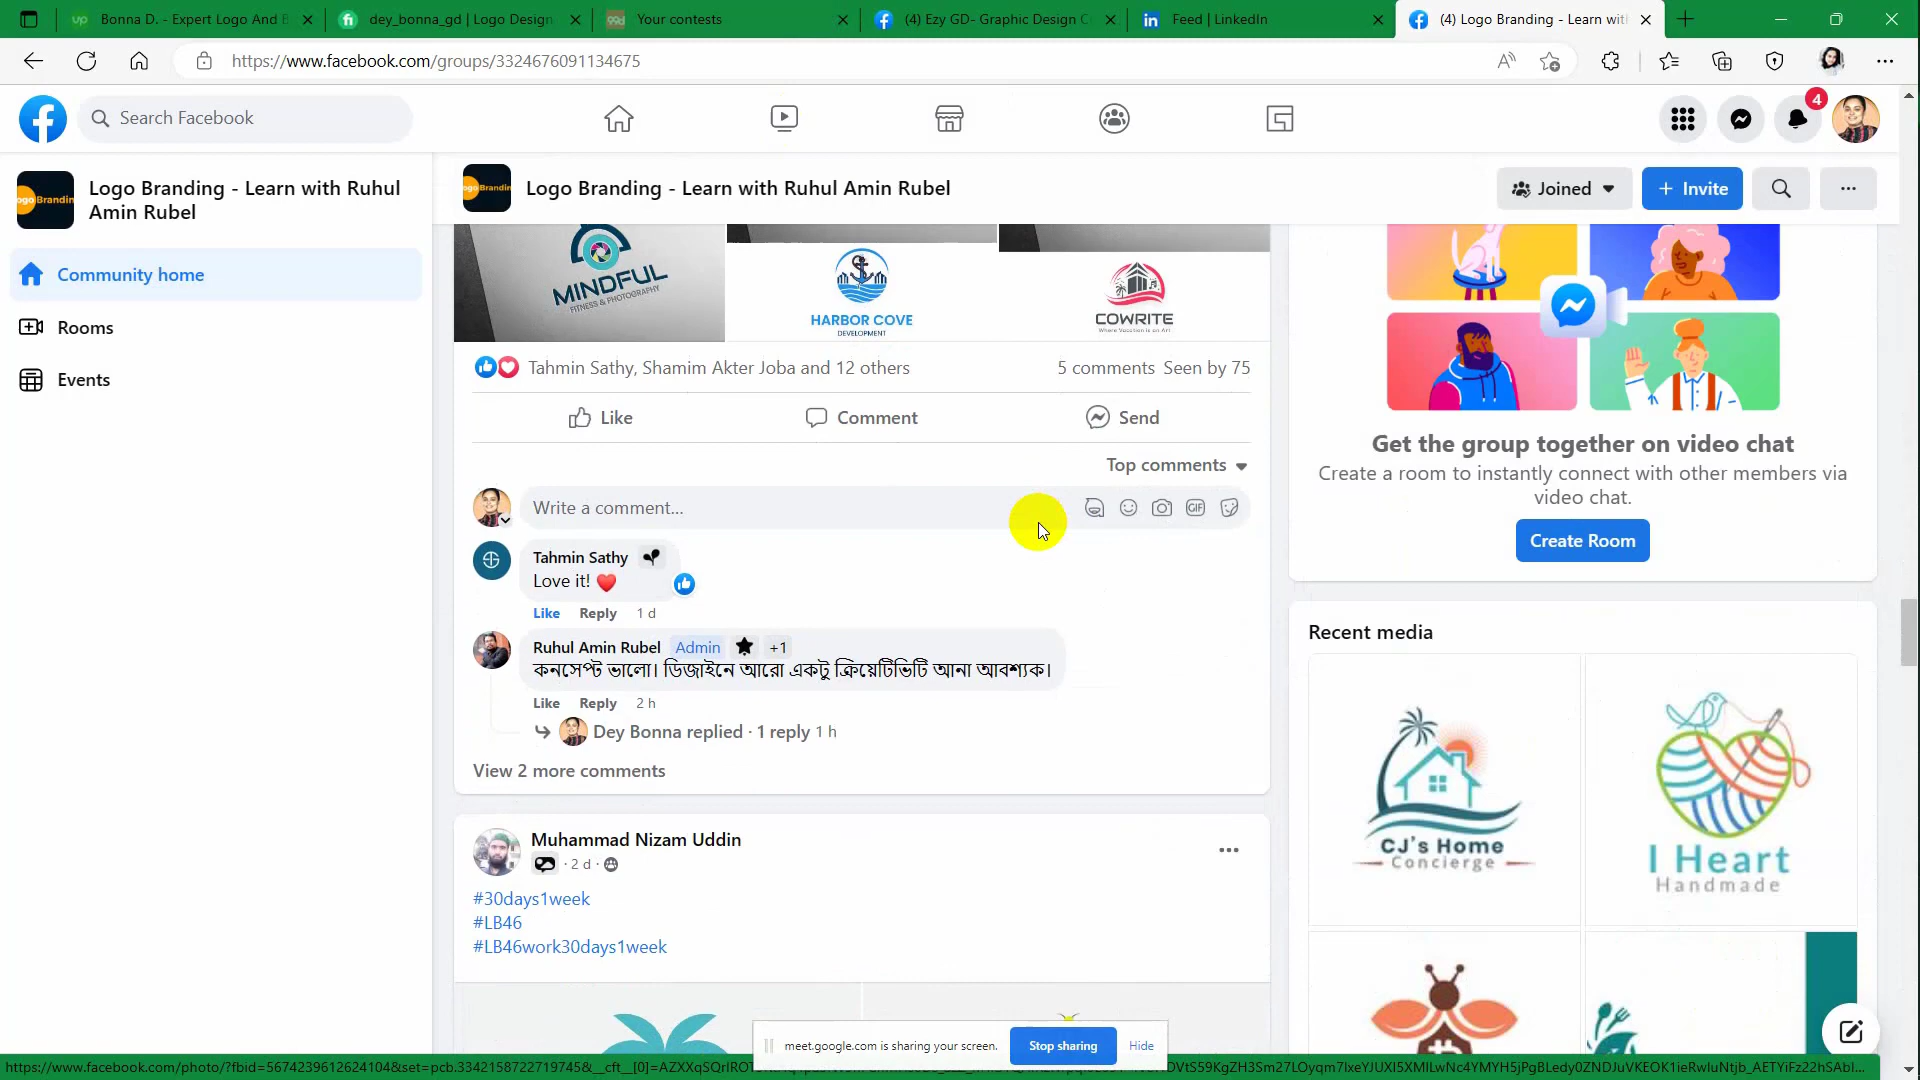 Bonna D. - Expert Logo And B
dey_bonna_gd | Logo Design
Your contests
(4) Ezy GD- Graphic Design C
Feed | LinkedIn
(4) Logo Branding - Learn with
https://www.facebook.com/groups/3324676091134675
Search Facebook
4
Logo Branding - Learn with Ruhul
Amin Rubel
Community home
Rooms
Events
Logo Branding - Learn with Ruhul Amin Rubel
Joined
+ Invite
MINDFUL
FITNESS & PHOTOGRAPHY
HARBOR COVE
DEVELOPMENT
COWRITE
Where Vacation is an Art
Tahmin Sathy, Shamim Akter Joba and 12 others
5 comments Seen by 75
Like
Comment
Send
Top comments
Write a comment...
GIF
Tahmin Sathy
Love it! ❤️
Like Reply 1 d
Ruhul Amin Rubel Admin +1
কনসেপ্ট ভালো। ডিজাইনে আরো একটু ক্রিয়েটিভিটি আনা আবশ্যক।
Like Reply 2 h
Dey Bonna replied · 1 reply 1 h
View 2 more comments
Muhammad Nizam Uddin
· 2 d ·
#30days1week
#LB46
#LB46work30days1week
Get the group together on video chat
Create a room to instantly connect with other members via
video chat.
Create Room
Recent media
CJ's Home
Concierge
I Heart
Handmade
meet.google.com is sharing your screen.
Stop sharing
Hide